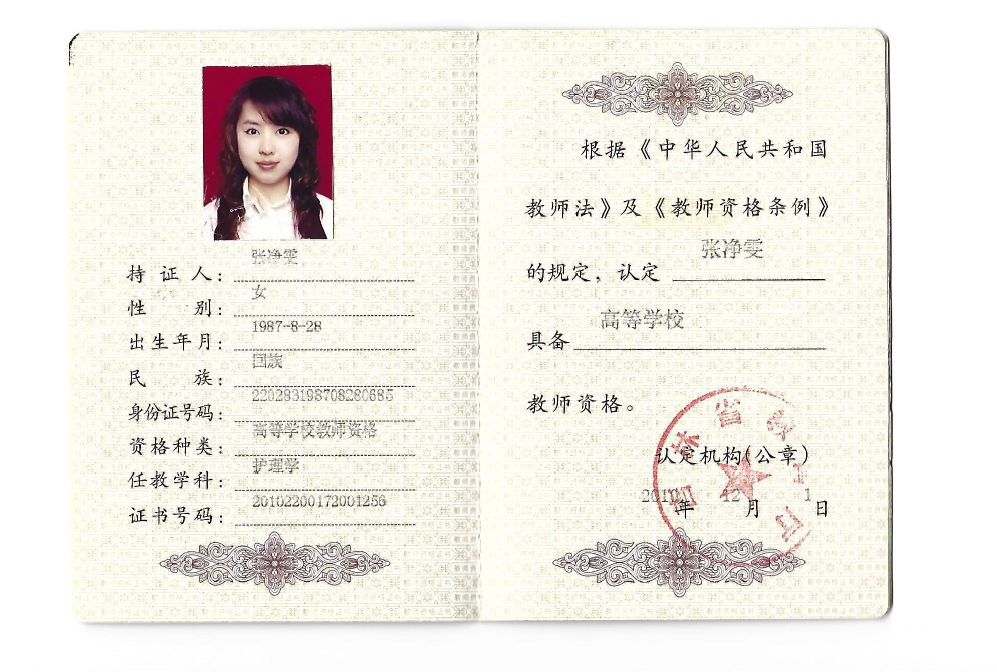 持证人：张净雯
性别：女
出生年月：1987-8-28
民族：回族
身份证号码：220283198708280685
资格种类：高等学校教师资格
任教学科：护理学
证书号码：20102200172001256
根据《中华人民共和国
教师法》及《教师资格条例》
的规定，认定 张净雯
具备 高等学校
教师资格。
认定机构(公章)
年 12 月 1 日
吉林省教育厅